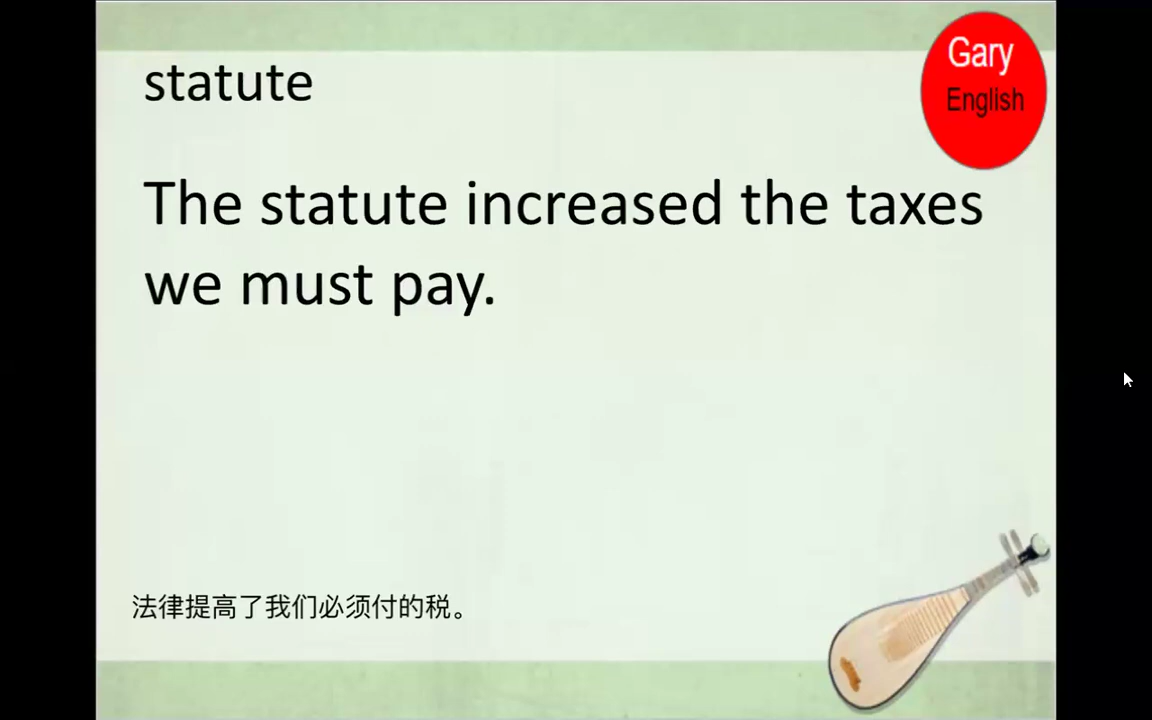 statute
Gary
English
The statute increased the taxes
we must pay.
法律提高了我们必须付的税。